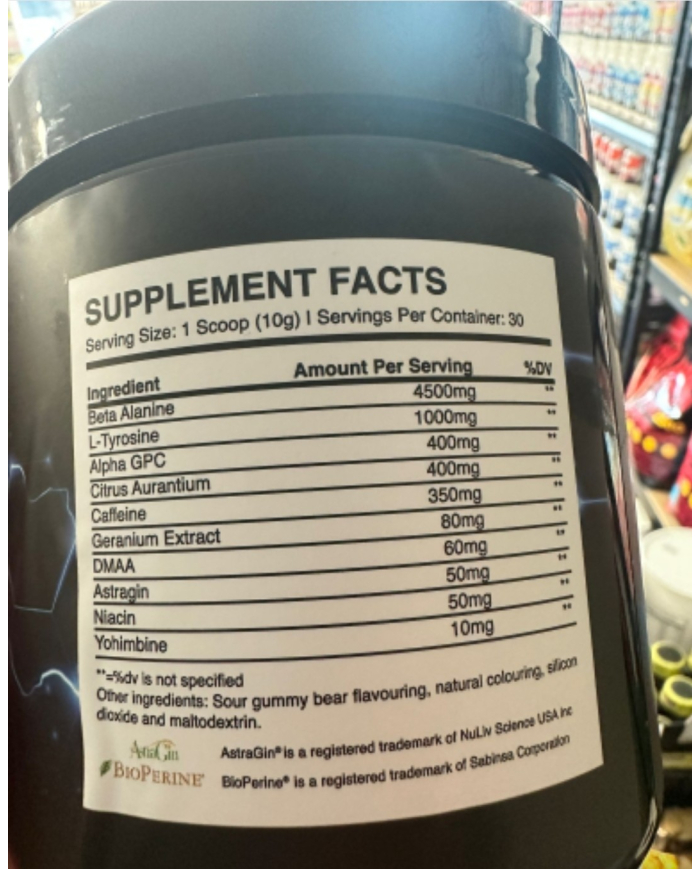 SUPPLEMENT FACTS
Serving Size: 1 Scoop (10g) I Servings Per Container: 30
Ingredient Amount Per Serving %DV
Beta Alanine 4500mg **
L-Tyrosine 1000mg **
Alpha GPC 400mg **
Citrus Aurantium 400mg **
Caffeine 350mg **
Geranium Extract 80mg **
DMAA 60mg **
Astragin 50mg **
Niacin 50mg **
Yohimbine 10mg **
**=%dv is not specified
Other ingredients: Sour gummy bear flavouring, natural colouring, silicon
dioxide and maltodextrin.
AstraGin
AstraGin® is a registered trademark of NuLiv Science USA inc
BIOPERINE®
BioPerine® is a registered trademark of Sabinsa Corporation